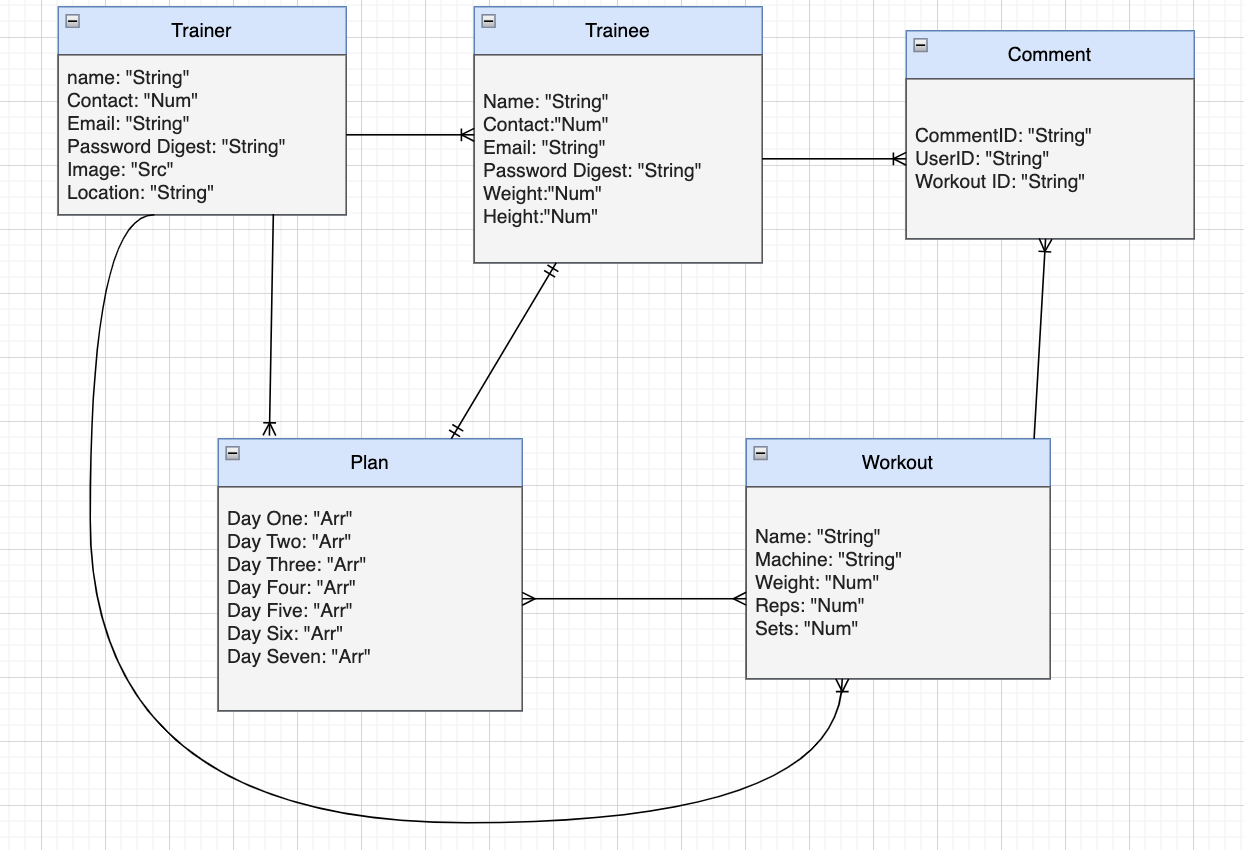 Trainer
name: "String"
Contact: "Num"
Email: "String"
Password Digest: "String"
Image: "Src"
Location: "String"
Trainee
Name: "String"
Contact:"Num"
Email: "String"
Password Digest: "String"
Weight:"Num"
Height:"Num"
Comment
CommentID: "String"
UserID: "String"
Workout ID: "String"
Plan
Day One: "Arr"
Day Two: "Arr"
Day Three: "Arr"
Day Four: "Arr"
Day Five: "Arr"
Day Six: "Arr"
Day Seven: "Arr"
Workout
Name: "String"
Machine: "String"
Weight: "Num"
Reps: "Num"
Sets: "Num"